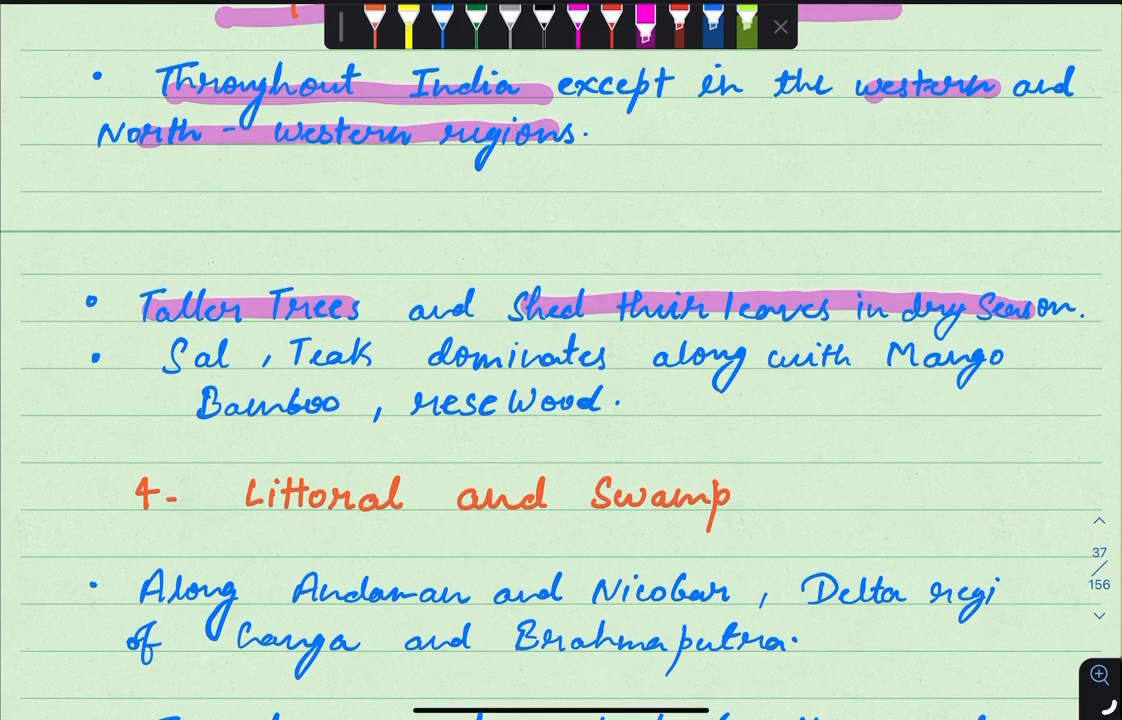 • Throughout India except in the western and
North - Western regions.
• Taller Trees and Shed their leaves in dry Season.
• Sal , Teak dominates along with Mango
Bamboo , rese Wood .
4- Littoral and Swamp
• Along Andaman and Nicobar , Delta regi
of Ganga and Brahmaputra.
37
156